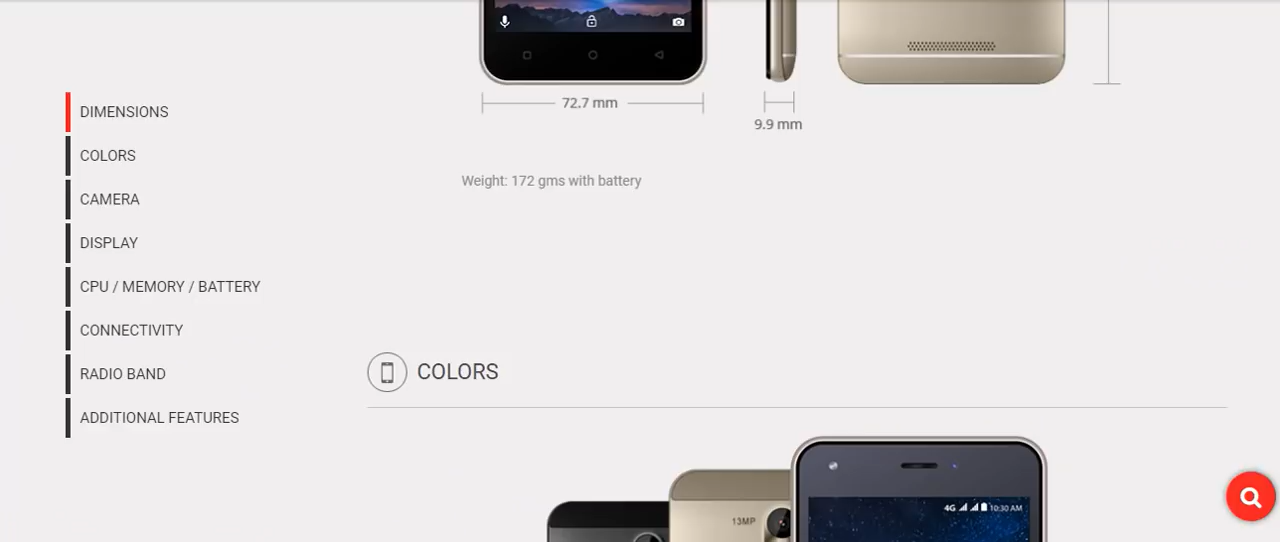 72.7 mm
9.9 mm
Weight: 172 gms with battery
DIMENSIONS
COLORS
CAMERA
DISPLAY
CPU / MEMORY / BATTERY
CONNECTIVITY
RADIO BAND
ADDITIONAL FEATURES
COLORS
13MP
4G 10:30 AM